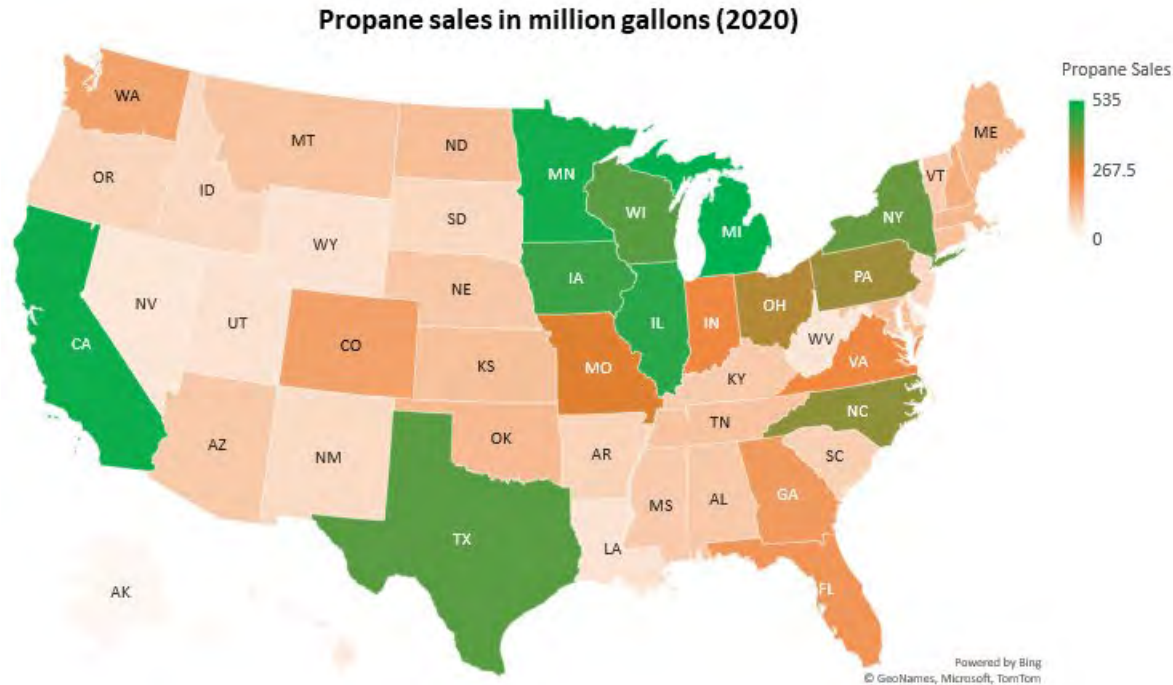 Propane sales in million gallons (2020)
Propane Sales
535
267.5
0
WA
MT
ND
ME
OR
ID
MN
VT
SD
WI
NY
WY
MI
IA
PA
NE
NV
UT
OH
IL
IN
WV
CA
CO
MO
VA
KS
KY
NC
TN
AZ
OK
NM
AR
SC
MS
AL
GA
TX
LA
AK
FL
Powered by Bing
© GeoNames, Microsoft, TomTom